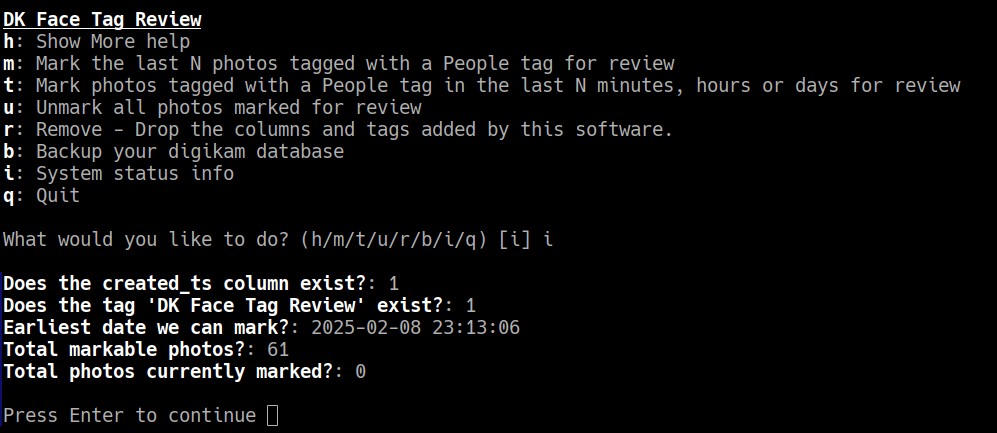 DK Face Tag Review
h: Show More help
m: Mark the last N photos tagged with a People tag for review
t: Mark photos tagged with a People tag in the last N minutes, hours or days for review
u: Unmark all photos marked for review
r: Remove - Drop the columns and tags added by this software.
b: Backup your digikam database
i: System status info
q: Quit
What would you like to do? (h/m/t/u/r/b/i/q) [i] i
Does the created_ts column exist?: 1
Does the tag 'DK Face Tag Review' exist?: 1
Earliest date we can mark?: 2025-02-08 23:13:06
Total markable photos?: 61
Total photos currently marked?: 0
Press Enter to continue